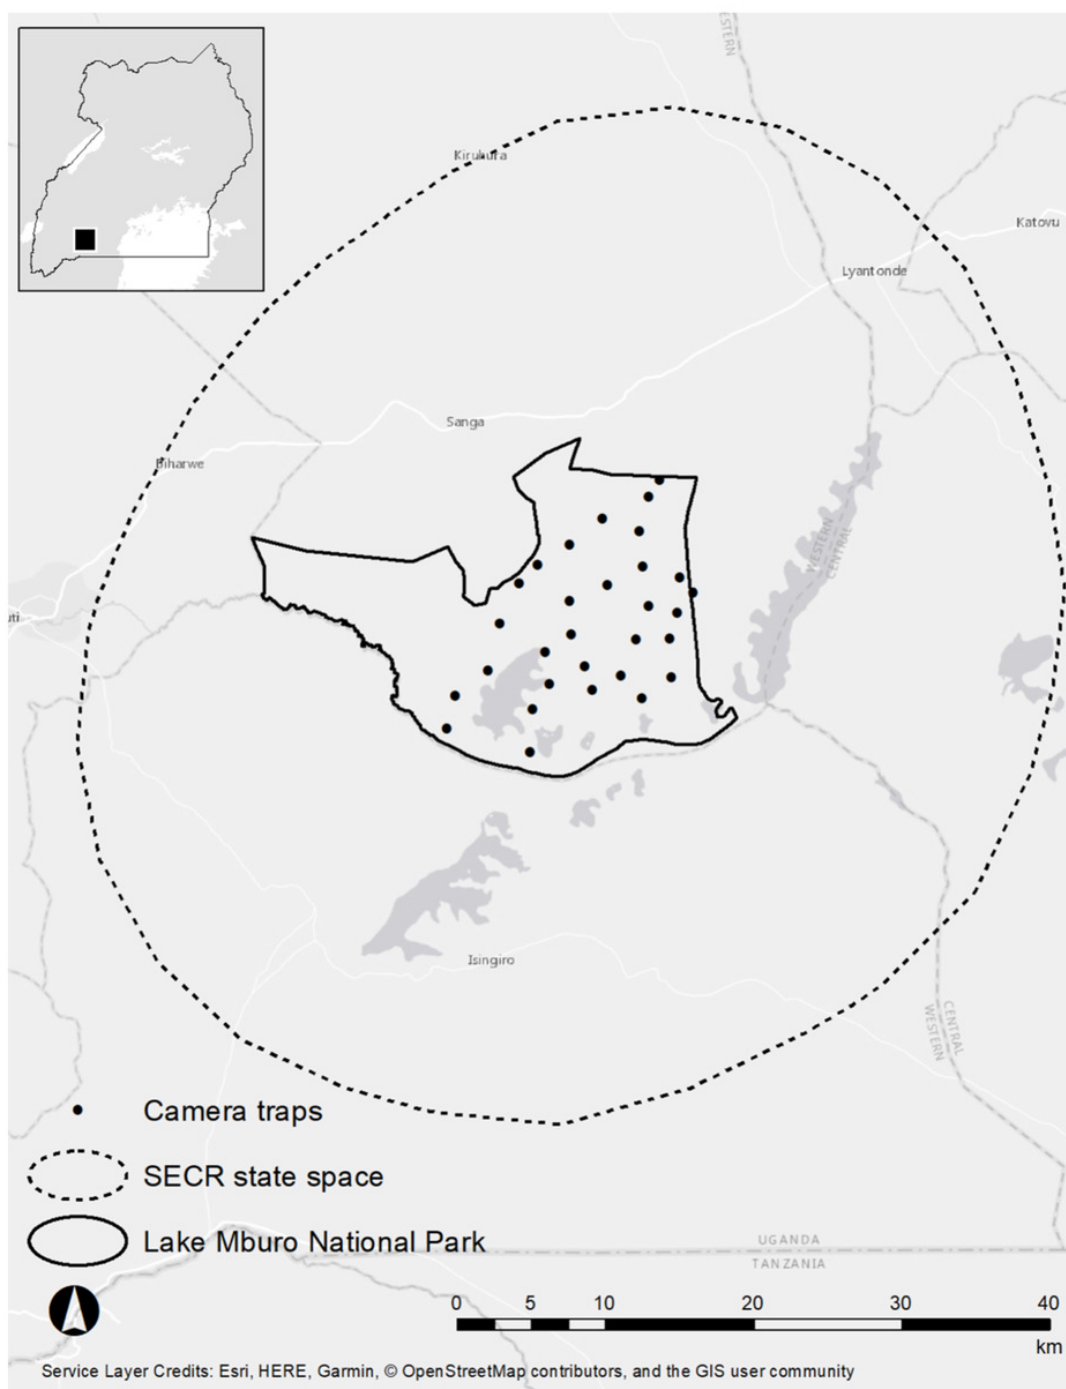 WESTERN
Kiruhura
Katovu
Lyantonde
Sanga
Biharwe
WESTERN
CENTRAL
uti
Isingiro
CENTRAL
WESTERN
Camera traps
SECR state space
Lake Mburo National Park
UGANDA
TANZANIA
0 5 10 20 30 40
km
Service Layer Credits: Esri, HERE, Garmin, © OpenStreetMap contributors, and the GIS user community